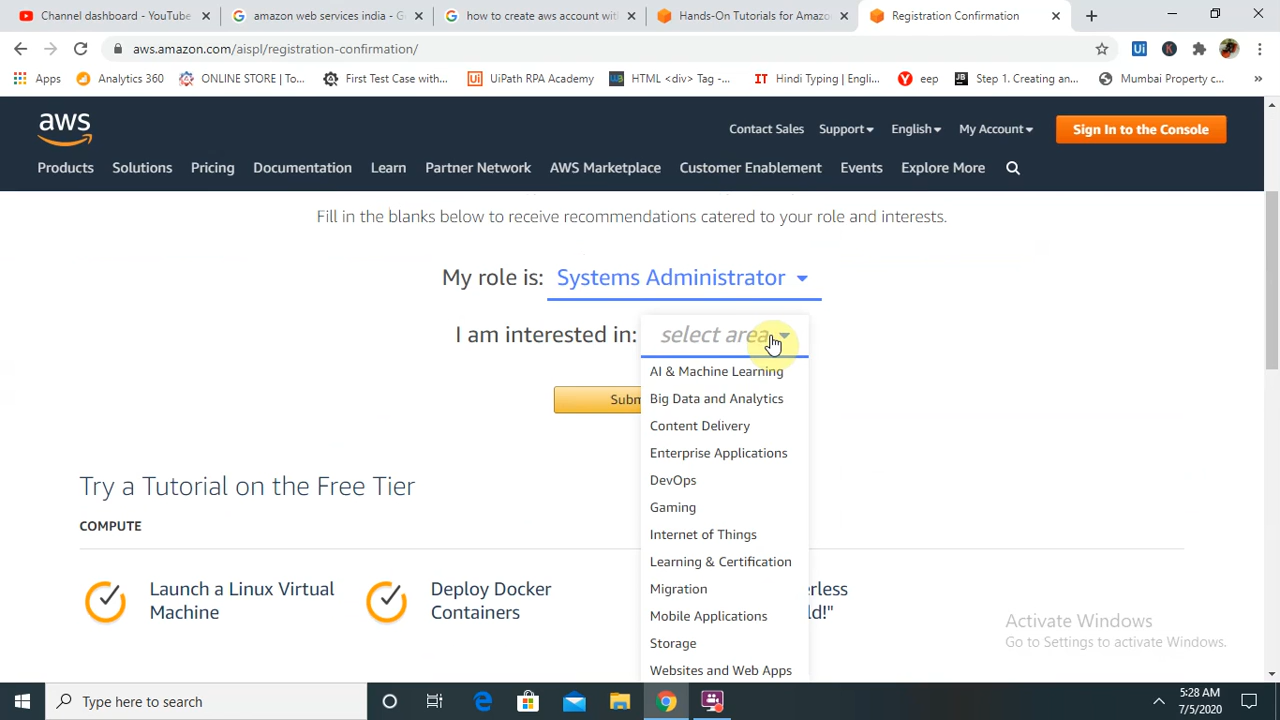 Channel dashboard - YouTube
amazon web services india - G
how to create aws account with
Hands-On Tutorials for Amazo
Registration Confirmation
aws.amazon.com/aispl/registration-confirmation/
Apps
Analytics 360
ONLINE STORE | To...
First Test Case with...
UiPath RPA Academy
HTML <div> Tag -...
Hindi Typing | Engli...
eep
Step 1. Creating an...
Mumbai Property c...
aws
Contact Sales Support English My Account Sign In to the Console
Products Solutions Pricing Documentation Learn Partner Network AWS Marketplace Customer Enablement Events Explore More
Fill in the blanks below to receive recommendations catered to your role and interests.
My role is: Systems Administrator
I am interested in: select area
AI & Machine Learning
Subm
Big Data and Analytics
Content Delivery
Enterprise Applications
DevOps
Gaming
Internet of Things
Learning & Certification
Migration
Mobile Applications
Storage
Websites and Web Apps
Try a Tutorial on the Free Tier
COMPUTE
Launch a Linux Virtual
Machine
Deploy Docker
Containers
erless
ld!"
Activate Windows
Go to Settings to activate Windows.
Type here to search
5:28 AM
7/5/2020